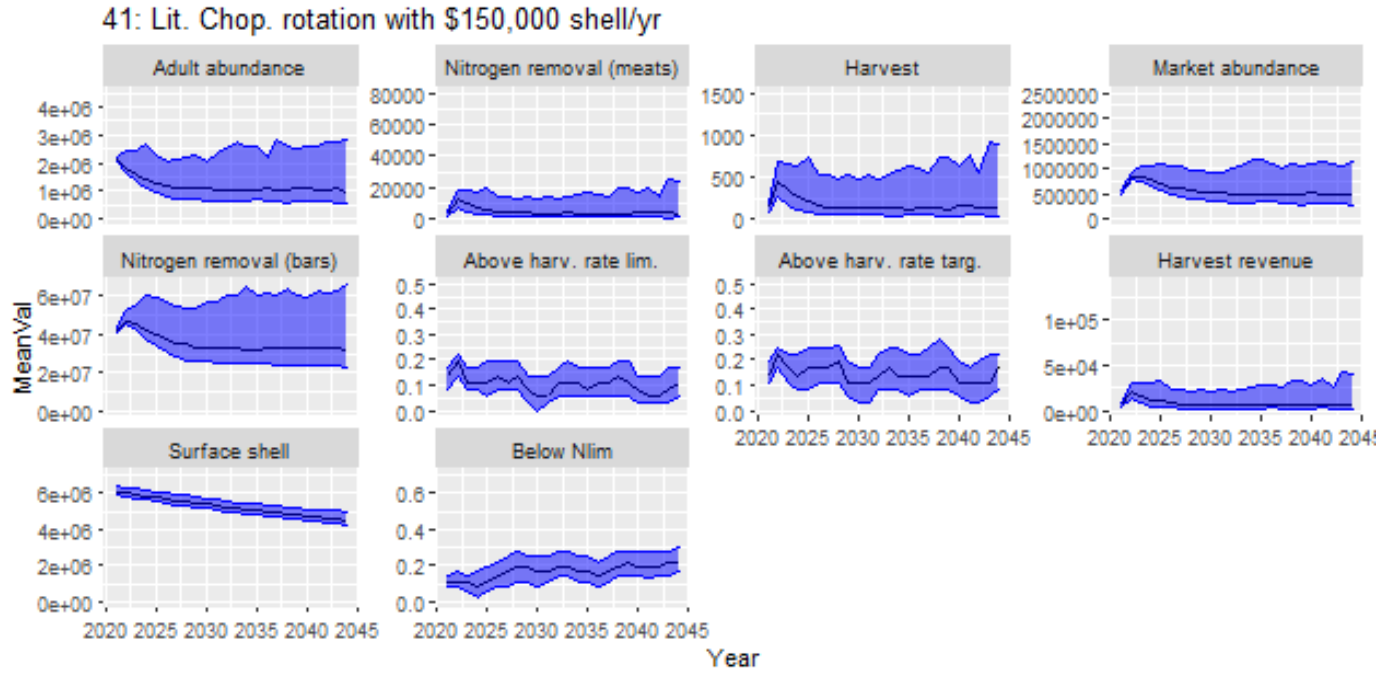 41: Lit. Chop. rotation with $150,000 shell/yr
Adult abundance
Nitrogen removal (meats)
Harvest
Market abundance
4e+06
3e+06
2e+06
1e+06
0e+00
80000
60000
40000
20000
0
1500
1000
500
0
2500000
2000000
1500000
1000000
500000
0
Nitrogen removal (bars)
Above harv. rate lim.
Above harv. rate targ.
Harvest revenue
6e+07
4e+07
2e+07
0e+00
0.5
0.4
0.3
0.2
0.1
0.0
0.5
0.4
0.3
0.2
0.1
0.0
1e+05
5e+04
0e+00
2020 2025 2030 2035 2040 2045
2020 2025 2030 2035 2040 2045
MeanVal
Surface shell
Below Nlim
6e+06
4e+06
2e+06
0e+00
0.6
0.4
0.2
0.0
2020 2025 2030 2035 2040 2045
2020 2025 2030 2035 2040 2045
Year